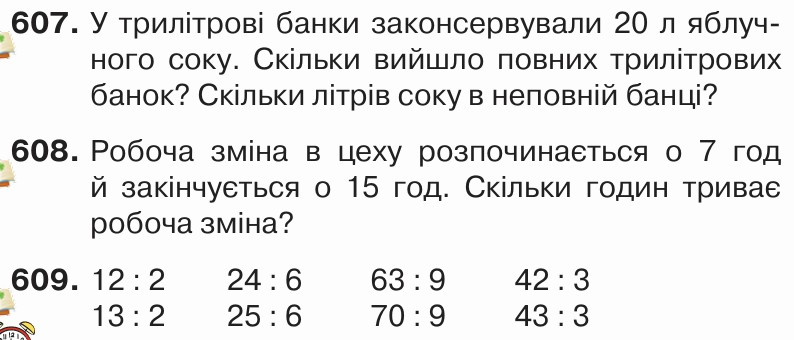 607. У трилітрові банки законсервували 20 л яблуч-
ного соку. Скільки вийшло повних трилітрових
банок? Скільки літрів соку в неповній банці?
608. Робоча зміна в цеху розпочинається о 7 год
й закінчується о 15 год. Скільки годин триває
робоча зміна?
609. 12 : 2 24 : 6 63 : 9 42 : 3
13 : 2 25 : 6 70 : 9 43 : 3